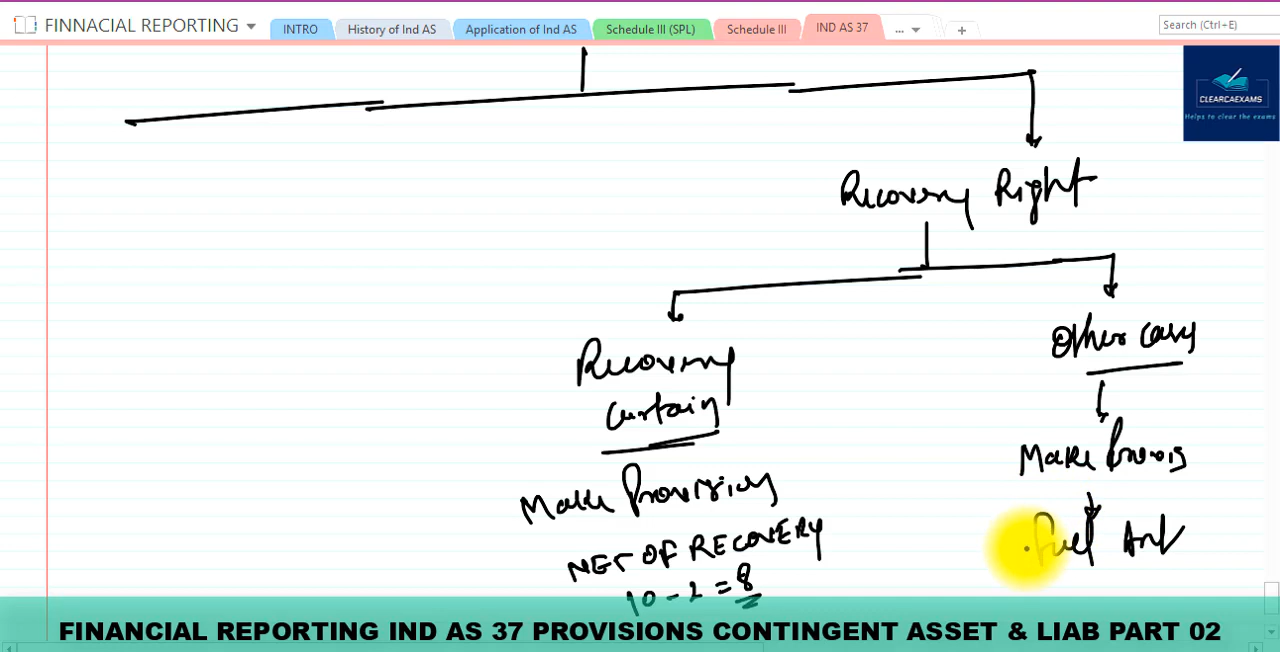 FINNACIAL REPORTING
INTRO
History of Ind AS
Application of Ind AS
Schedule III (SPL)
Schedule III
IND AS 37
...
Search (Ctrl+E)
CLEARCAEXAMS
Helps to clear the exams
Recovery Right
Recovery
Certain
Make Provision
NET OF RECOVERY
10 - 2 = 8
Other cases
Make Provis
Full Amt
FINANCIAL REPORTING IND AS 37 PROVISIONS CONTINGENT ASSET & LIAB PART 02